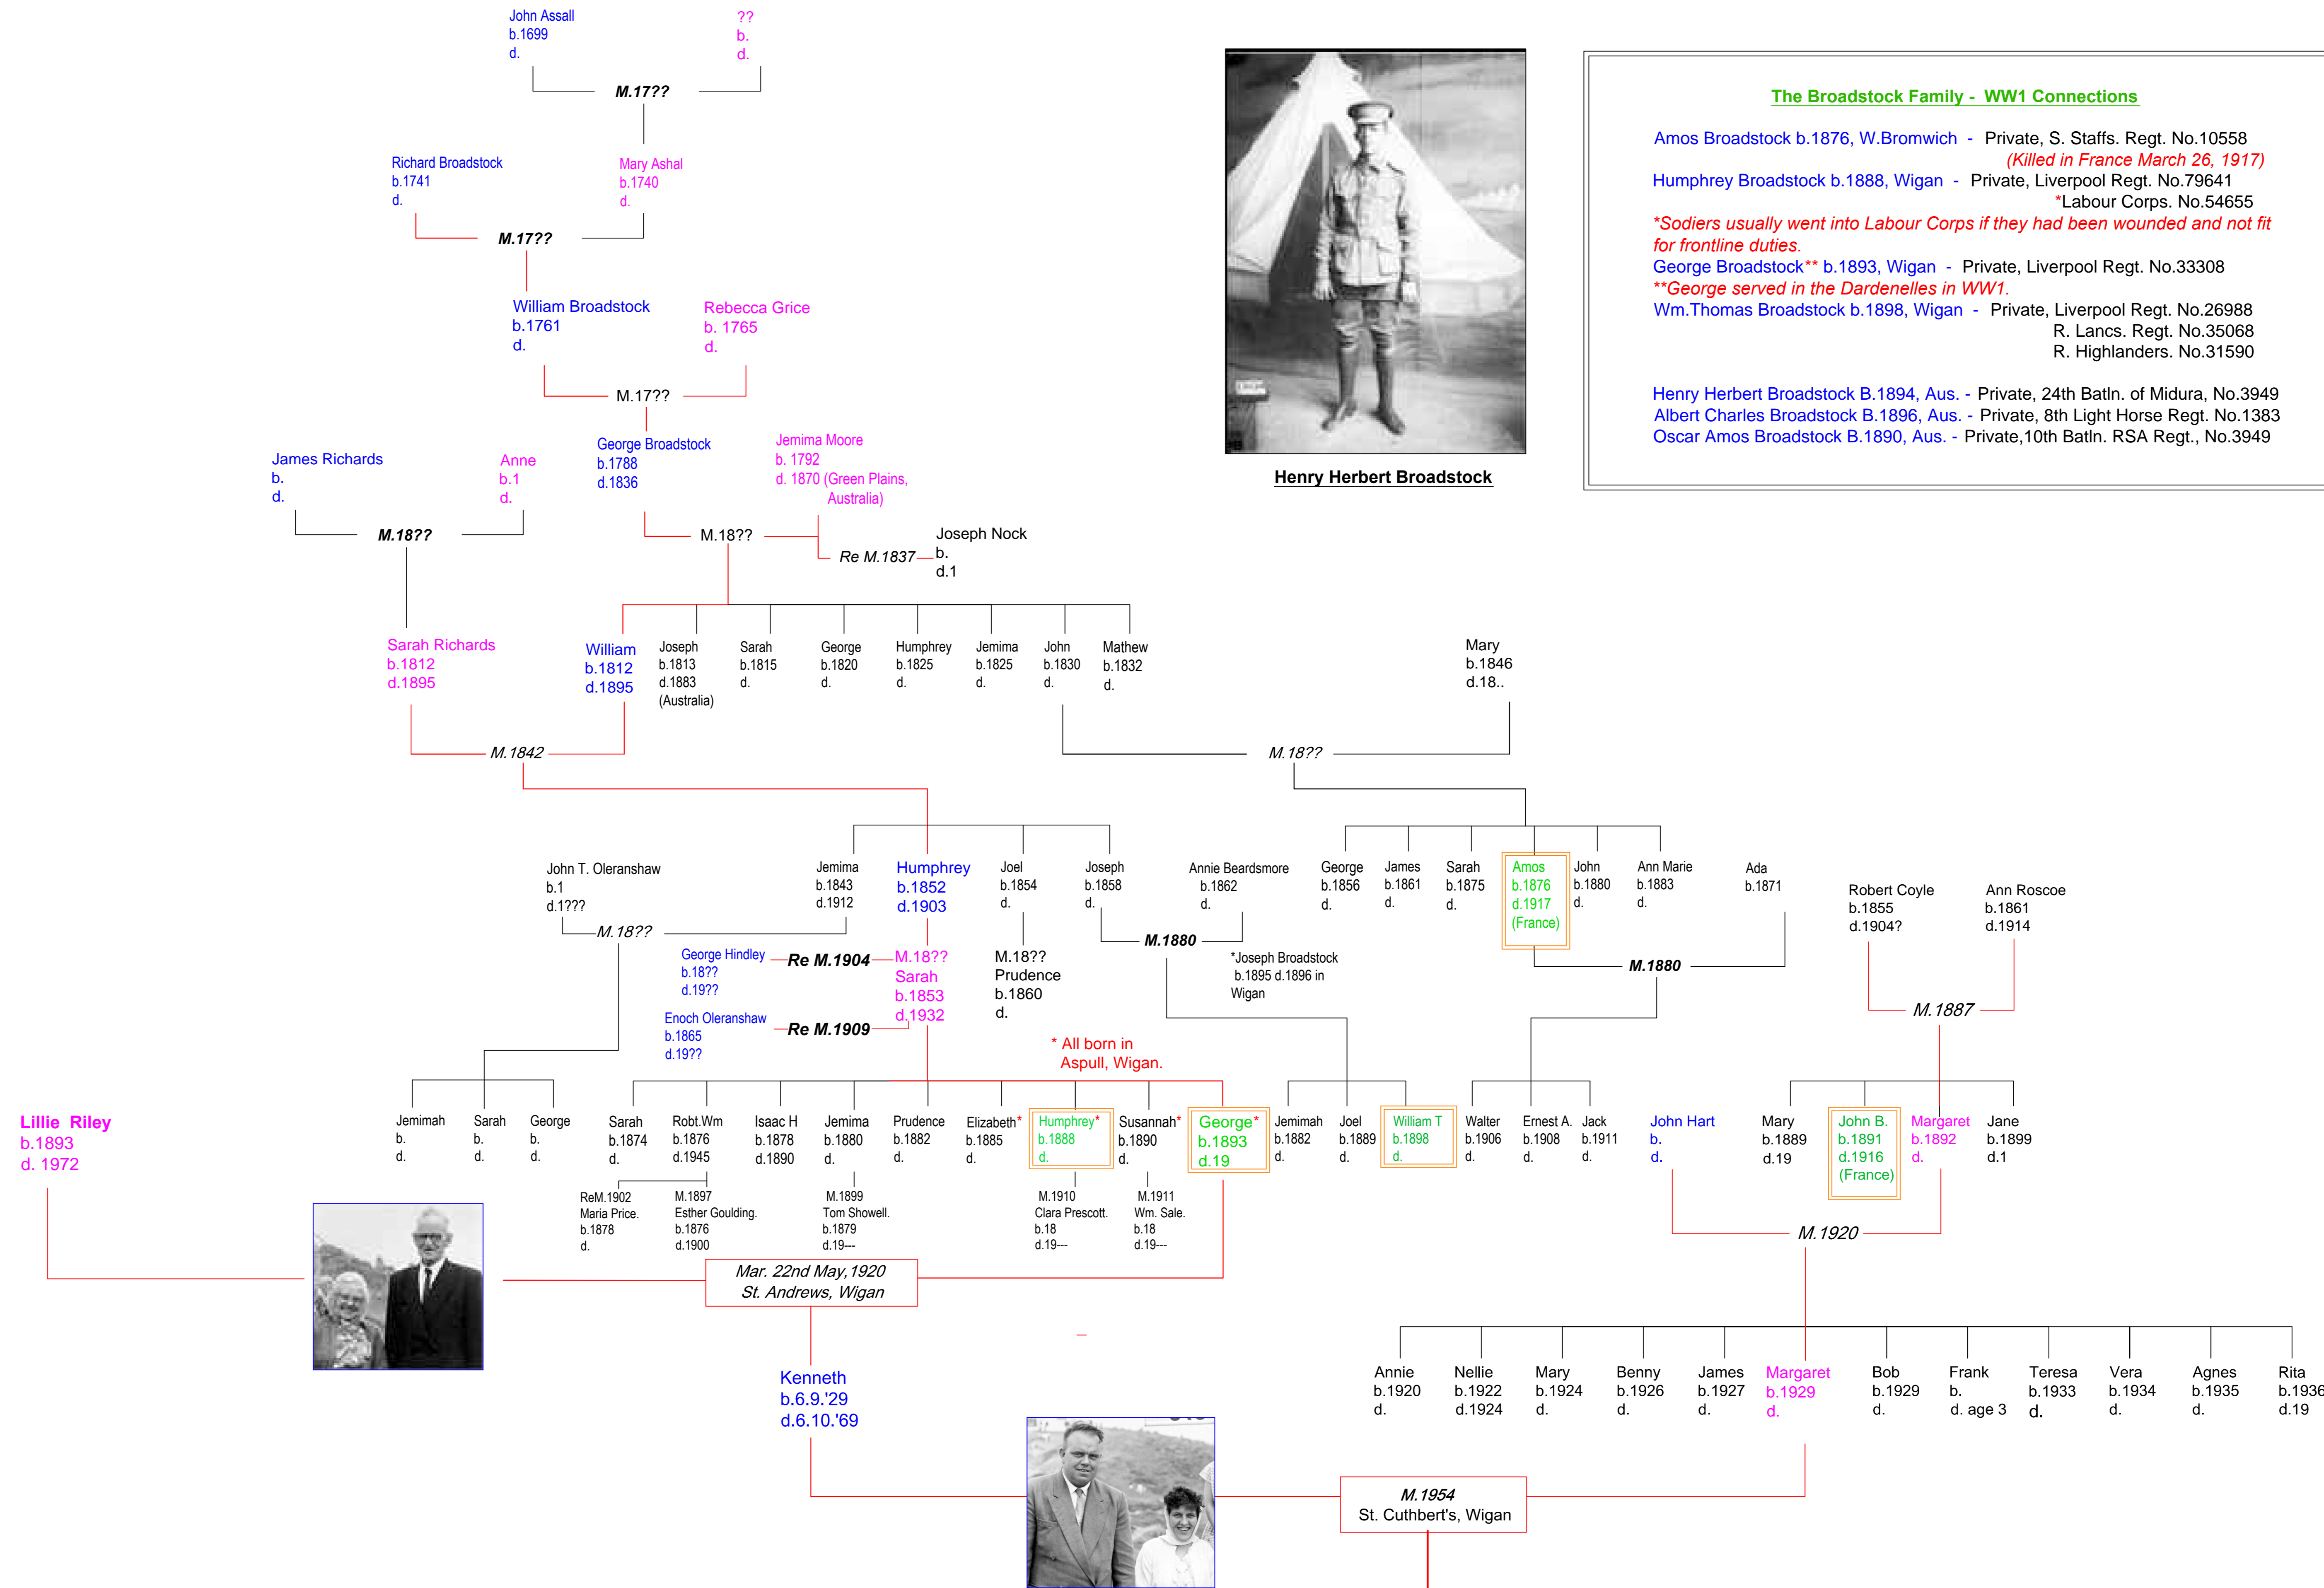 John Assall
b.1699
d.
??
b.
d.
M.17??
Richard Broadstock
b.1741
d.
Mary Ashal
b.1740
d.
M.17??
William Broadstock
b.1761
d.
Rebecca Grice
b. 1765
d.
M.17??
George Broadstock
b.1788
d.1836
Jemima Moore
b. 1792
d. 1870 (Green Plains,
Australia)
James Richards
b.
d.
Anne
b.1
d.
M.18??
M.18??
Re M.1837
Joseph Nock
b.
d.1
Henry Herbert Broadstock
The Broadstock Family - WW1 Connections
Amos Broadstock b.1876, W.Bromwich - Private, S. Staffs. Regt. No.10558
(Killed in France March 26, 1917)
Humphrey Broadstock b.1888, Wigan - Private, Liverpool Regt. No.79641
*Labour Corps. No.54655
*Sodiers usually went into Labour Corps if they had been wounded and not fit
for frontline duties.
George Broadstock** b.1893, Wigan - Private, Liverpool Regt. No.33308
**George served in the Dardenelles in WW1.
Wm.Thomas Broadstock b.1898, Wigan - Private, Liverpool Regt. No.26988
R. Lancs. Regt. No.35068
R. Highlanders. No.31590
Henry Herbert Broadstock B.1894, Aus. - Private, 24th Batln. of Midura, No.3949
Albert Charles Broadstock B.1896, Aus. - Private, 8th Light Horse Regt. No.1383
Oscar Amos Broadstock B.1890, Aus. - Private,10th Batln. RSA Regt., No.3949
Sarah Richards
b.1812
d.1895
William
b.1812
d.1895
Joseph
b.1813
d.1883
(Australia)
Sarah
b.1815
d.
George
b.1820
d.
Humphrey
b.1825
d.
Jemima
b.1825
d.
John
b.1830
d.
Mathew
b.1832
d.
Mary
b.1846
d.18..
M.1842
M.18??
John T. Oleranshaw
b.1
d.1???
Jemima
b.1843
d.1912
Humphrey
b.1852
d.1903
Joel
b.1854
d.
Joseph
b.1858
d.
Annie Beardsmore
b.1862
d.
George
b.1856
d.
James
b.1861
d.
Sarah
b.1875
d.
Amos
b.1876
d.1917
(France)
John
b.1880
d.
Ann Marie
b.1883
d.
Ada
b.1871
Robert Coyle
b.1855
d.1904?
Ann Roscoe
b.1861
d.1914
M.18??
George Hindley
b.18??
d.19??
Re M.1904
M.18??
Sarah
b.1853
d.1932
M.18??
Prudence
b.1860
d.
M.1880
*Joseph Broadstock
b.1895 d.1896 in
Wigan
M.1880
M.1887
Enoch Oleranshaw
b.1865
d.19??
Re M.1909
* All born in
Aspull, Wigan.
Lillie Riley
b.1893
d. 1972
Jemimah
b.
d.
Sarah
b.
d.
George
b.
d.
Sarah
b.1874
d.
Robt.Wm
b.1876
d.1945
Isaac H
b.1878
d.1890
Jemima
b.1880
d.
Prudence
b.1882
d.
Elizabeth*
b.1885
d.
Humphrey*
b.1888
d.
Susannah*
b.1890
d.
George*
b.1893
d.19
Jemimah
b.1882
d.
Joel
b.1889
d.
William T
b.1898
d.
Walter
b.1906
d.
Ernest A.
b.1908
d.
Jack
b.1911
d.
John Hart
b.
d.
Mary
b.1889
d.19
John B.
b.1891
d.1916
(France)
Margaret
b.1892
d.
Jane
b.1899
d.1
ReM.1902
Maria Price.
b.1878
d.
M.1897
Esther Goulding.
b.1876
d.1900
M.1899
Tom Showell.
b.1879
d.19---
M.1910
Clara Prescott.
b.18
d.19---
M.1911
Wm. Sale.
b.18
d.19---
M.1920
Mar. 22nd May,1920
St. Andrews, Wigan
Kenneth
b.6.9.'29
d.6.10.'69
Annie
b.1920
d.
Nellie
b.1922
d.1924
Mary
b.1924
d.
Benny
b.1926
d.
James
b.1927
d.
Margaret
b.1929
d.
Bob
b.1929
d.
Frank
b.
d. age 3
Teresa
b.1933
d.
Vera
b.1934
d.
Agnes
b.1935
d.
Rita
b.1936
d.19
M.1954
St. Cuthbert's, Wigan